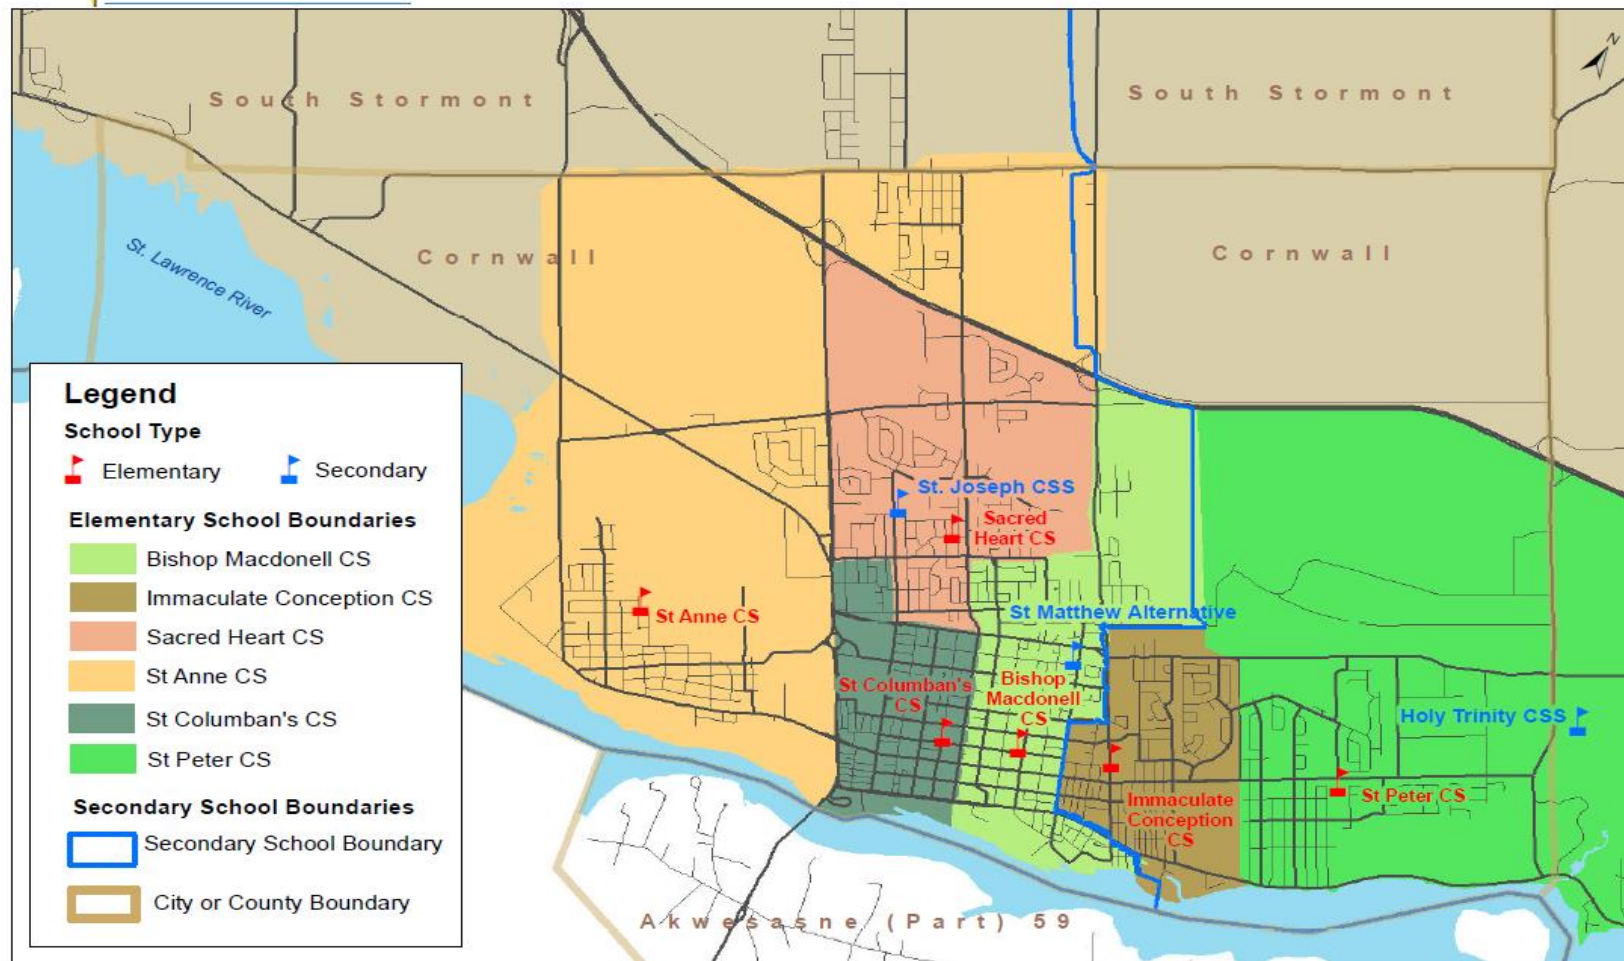 N
South Stormont
South Stormont
Cornwall
Cornwall
St. Lawrence River
Legend
School Type
Elementary
Secondary
Elementary School Boundaries
Bishop Macdonell CS
Immaculate Conception CS
Sacred Heart CS
St Anne CS
St Columban's CS
St Peter CS
Secondary School Boundaries
Secondary School Boundary
City or County Boundary
St. Joseph CSS
Sacred
Heart CS
St Anne CS
St Matthew Alternative
St Columban's
CS
Bishop
Macdonell
CS
Holy Trinity CSS
Immaculate
Conception
CS
St Peter CS
Akwesasne (Part) 59